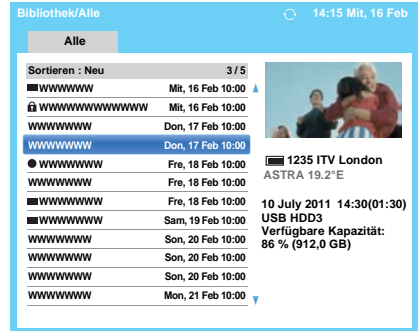 Bibliothek/Alle
14:15 Mit, 16 Feb
Alle
Sortieren : Neu 3 / 5
WWWWWWW Mit, 16 Feb 10:00
WWWWWWWWWWWW Mit, 16 Feb 10:00
WWWWWWW Don, 17 Feb 10:00
WWWWWWW Don, 17 Feb 10:00
WWWWWWW Fre, 18 Feb 10:00
WWWWWWW Fre, 18 Feb 10:00
WWWWWWW Fre, 18 Feb 10:00
WWWWWWW Sam, 19 Feb 10:00
WWWWWWW Son, 20 Feb 10:00
WWWWWWW Son, 20 Feb 10:00
WWWWWWW Son, 20 Feb 10:00
WWWWWWW Mon, 21 Feb 10:00
1235 ITV London
ASTRA 19.2°E
10 July 2011 14:30(01:30)
USB HDD3
Verfügbare Kapazität:
86 % (912,0 GB)